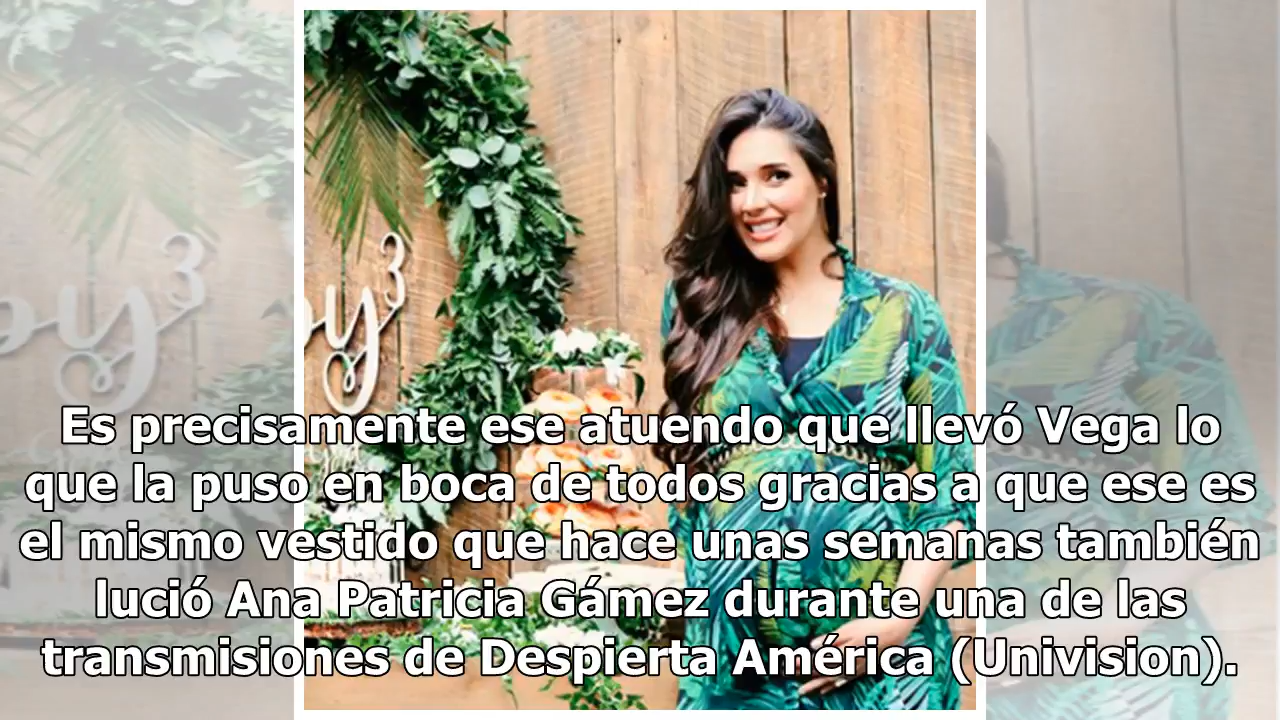 oy3
oy3
Es precisamente ese atuendo que llevó Vega lo
que la puso en boca de todos gracias a que ese es
el mismo vestido que hace unas semanas también
lució Ana Patricia Gámez durante una de las
transmisiones de Despierta América (Univision).